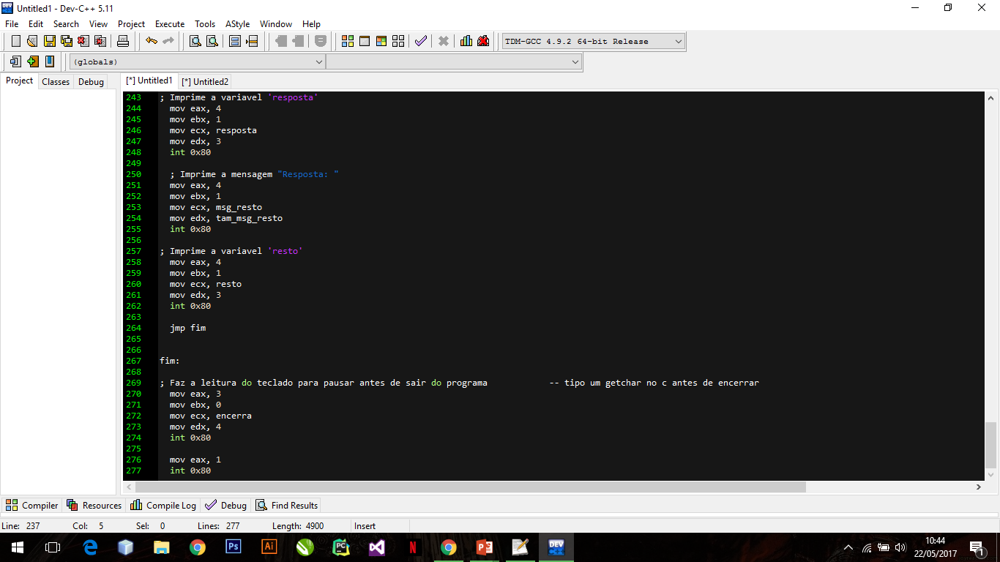 Untitled1 - Dev-C++ 5.11
File Edit Search View Project Execute Tools AStyle Window Help
TDM-GCC 4.9.2 64-bit Release
(globals)
Project Classes Debug [*] Untitled1 [*] Untitled2
243 ; Imprime a variavel 'resposta'
244 mov eax, 4
245 mov ebx, 1
246 mov ecx, resposta
247 mov edx, 3
248 int 0x80
249
250 ; Imprime a mensagem "Resposta: "
251 mov eax, 4
252 mov ebx, 1
253 mov ecx, msg_resto
254 mov edx, tam_msg_resto
255 int 0x80
256
257 ; Imprime a variavel 'resto'
258 mov eax, 4
259 mov ebx, 1
260 mov ecx, resto
261 mov edx, 3
262 int 0x80
263
264 jmp fim
265
266
267 fim:
268
269 ; Faz a leitura do teclado para pausar antes de sair do programa -- tipo um getchar no c antes de encerrar
270 mov eax, 3
271 mov ebx, 0
272 mov ecx, encerra
273 mov edx, 4
274 int 0x80
275
276 mov eax, 1
277 int 0x80
Compiler Resources Compile Log Debug Find Results
Line: 237 Col: 5 Sel: 0 Lines: 277 Length: 4900 Insert
Ps Ai PC N DEV
10:44
22/05/2017
1